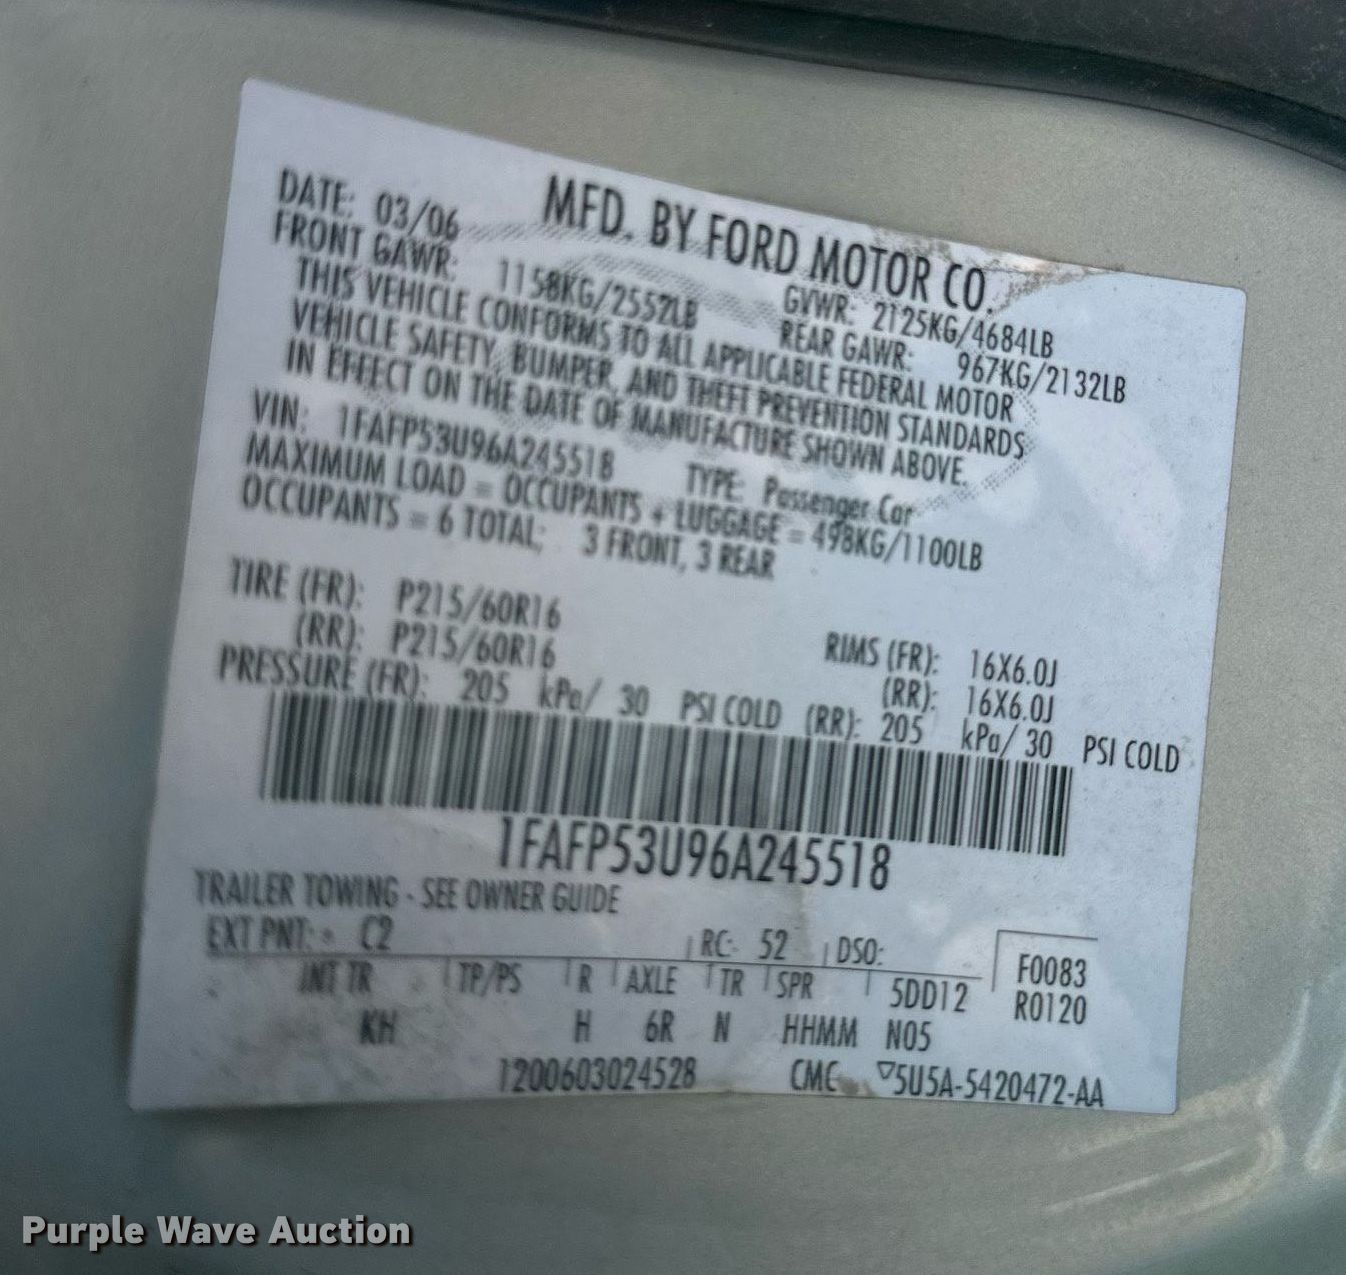 MFD. BY FORD MOTOR CO.
DATE: 03/06 GVWR: 2125KG/4684LB
FRONT GAWR: 1158KG/2552LB REAR GAWR: 967KG/2132LB
THIS VEHICLE CONFORMS TO ALL APPLICABLE FEDERAL MOTOR
VEHICLE SAFETY, BUMPER, AND THEFT PREVENTION STANDARDS
IN EFFECT ON THE DATE OF MANUFACTURE SHOWN ABOVE.
VIN: 1FAFP53U96A245518 TYPE: Passenger Car
MAXIMUM LOAD = OCCUPANTS + LUGGAGE = 498KG/1100LB
OCCUPANTS = 6 TOTAL; 3 FRONT, 3 REAR
TIRE (FR): P215/60R16 RIMS (FR): 16X6.0J
(RR): P215/60R16 (RR): 16X6.0J
PRESSURE (FR): 205 kPa/ 30 PSI COLD (RR): 205 kPa/ 30 PSI COLD
1FAFP53U96A245518
TRAILER TOWING - SEE OWNER GUIDE
EXT PNT: C2 RC: 52 DSO: F0083
INT TR TP/PS R AXLE TR SPR 5DD12 R0120
KH H 6R N HHMM N05
1200603024528 CMC ▽5U5A-5420472-AA
Purple Wave Auction